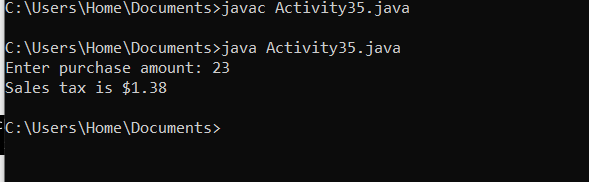 C:\Users\Home\Documents>javac Activity35.java
C:\Users\Home\Documents>java Activity35.java
Enter purchase amount: 23
Sales tax is $1.38
C:\Users\Home\Documents>